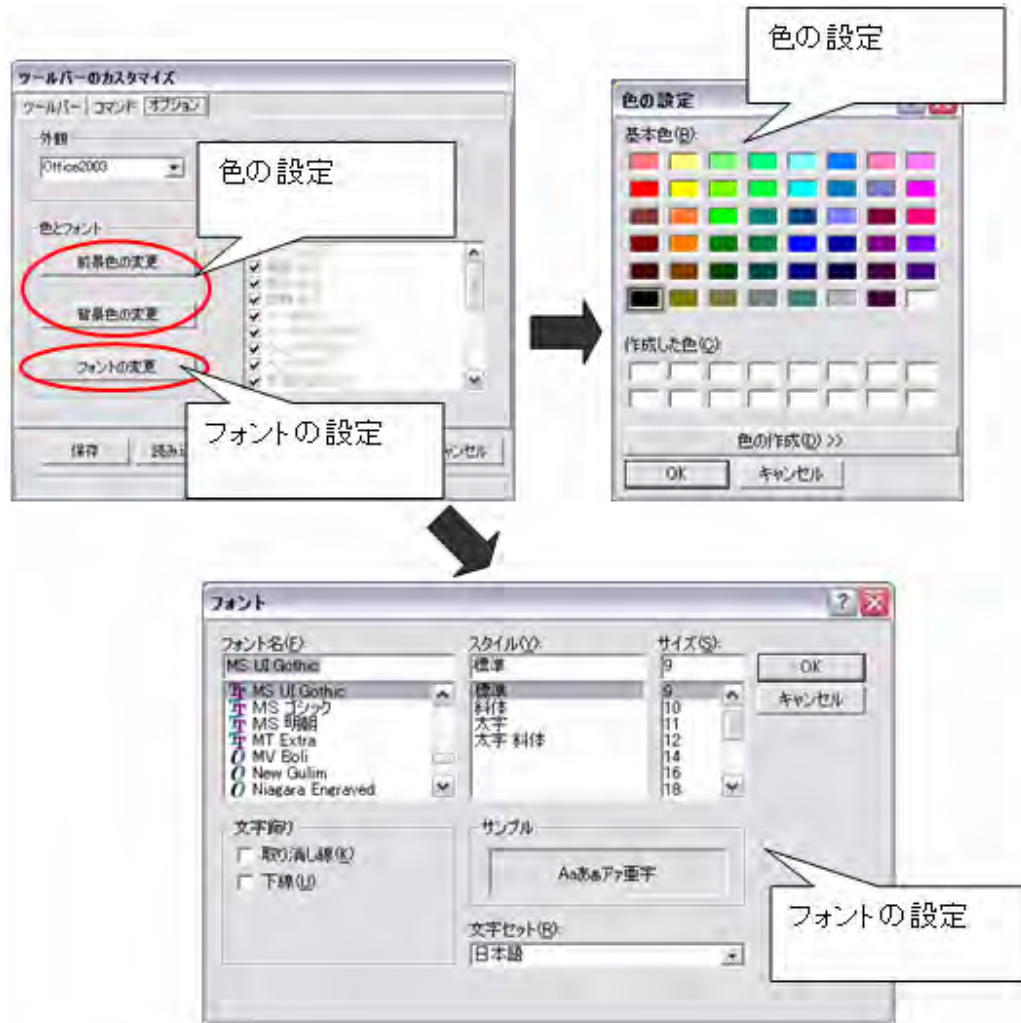 色の設定
ツールバーのカスタマイズ
ツールバー コマンド オプション
外観
Office2003
色の設定
色とフォント
前景色の変更
背景色の変更
フォントの変更
フォントの設定
保存
色の設定
基本色(B):
作成した色(C):
色の作成(D) >>
OK キャンセル
フォント
フォント名(F): スタイル(Y): サイズ(S):
MS UI Gothic 標準 9 OK
MS UI Gothic 標準 9 キャンセル
MS ゴシック 斜体 10
MS 明朝 太字 11
MT Extra 太字 斜体 12
MV Boli 14
New Gulim 16
Niagara Engraved 18
文字飾り サンプル
取り消し線(K)
下線(U)
Aaあぁアァ亜宇
フォントの設定
文字セット(R):
日本語